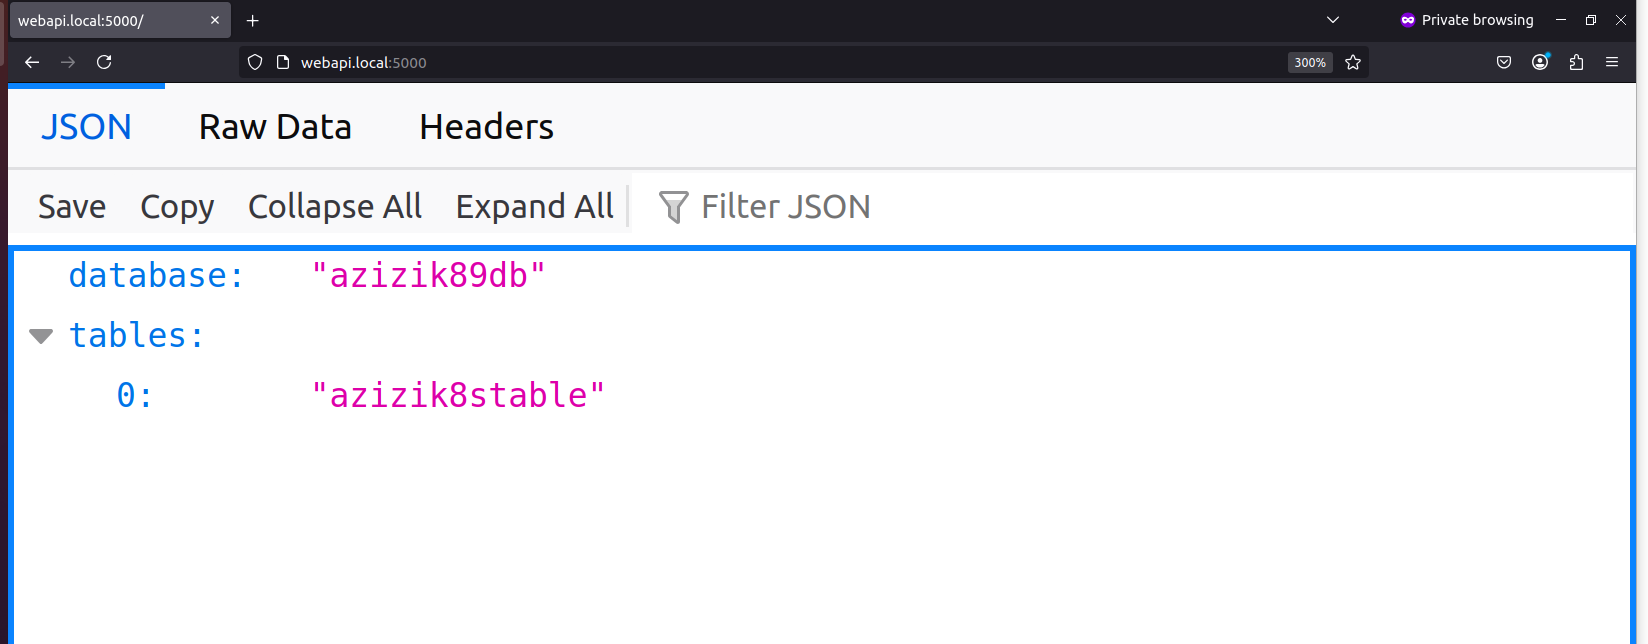 webapi.local:5000/
Private browsing
webapi.local:5000
300%
JSON Raw Data Headers
Save Copy Collapse All Expand All Filter JSON
database: "azizik89db"
tables:
0: "azizik8stable"